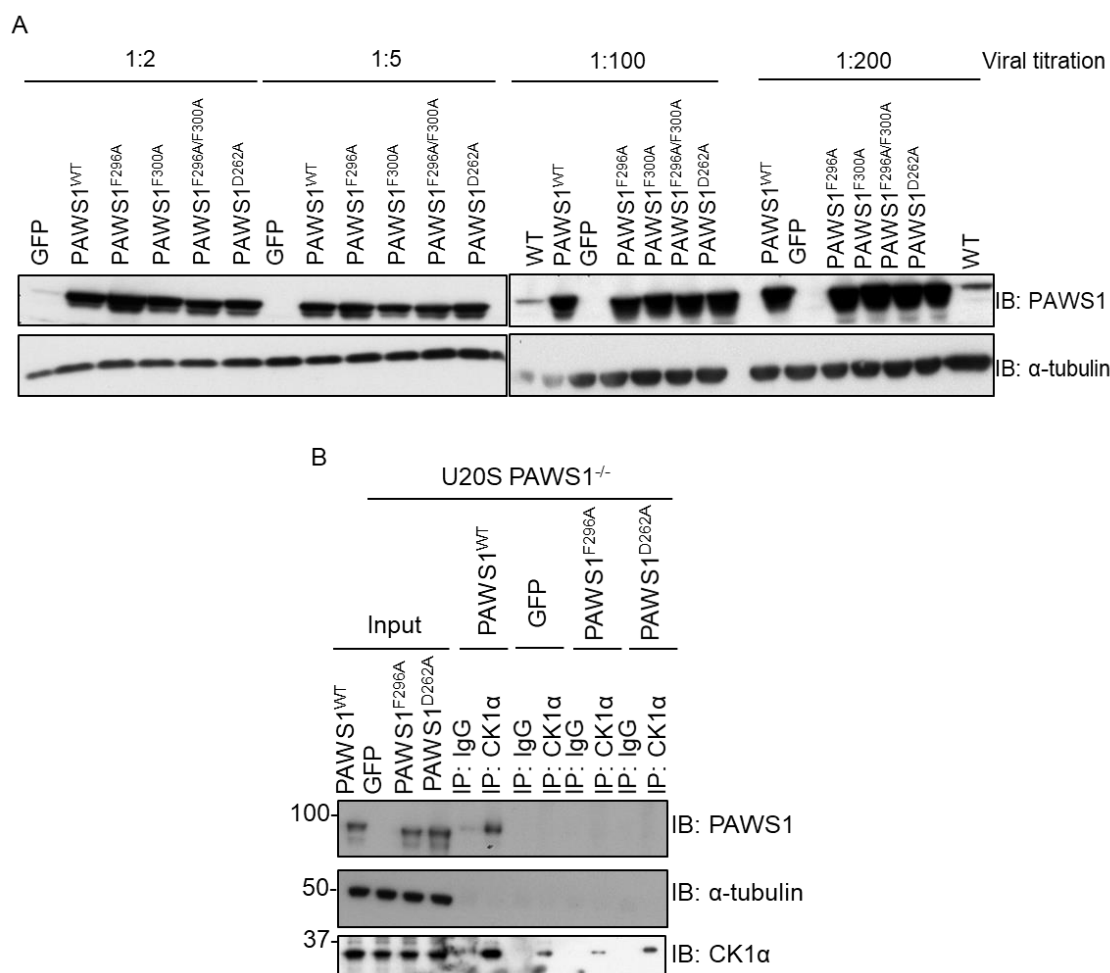 A
1:2 1:5 1:100 1:200 Viral titration
GFP
PAWS1WT
PAWS1F296A
PAWS1F300A
PAWS1F296A/F300A
PAWS1D262A
GFP
PAWS1WT
PAWS1F296A
PAWS1F300A
PAWS1F296A/F300A
PAWS1D262A
WT
PAWS1WT
GFP
PAWS1F296A
PAWS1F300A
PAWS1F296A/F300A
PAWS1D262A
PAWS1WT
GFP
PAWS1F296A
PAWS1F300A
PAWS1F296A/F300A
PAWS1D262A
WT
IB: PAWS1
IB: α-tubulin
B
U20S PAWS1-/-
PAWS1WT
GFP
PAWS1F296A
PAWS1D262A
Input
PAWS1WT
GFP
PAWS1F296A
PAWS1D262A
IP: IgG
IP: CK1α
IP: IgG
IP: CK1α
IP: IgG
IP: CK1α
IP: IgG
IP: CK1α
100 IB: PAWS1
50 IB: α-tubulin
37
IB: CK1α